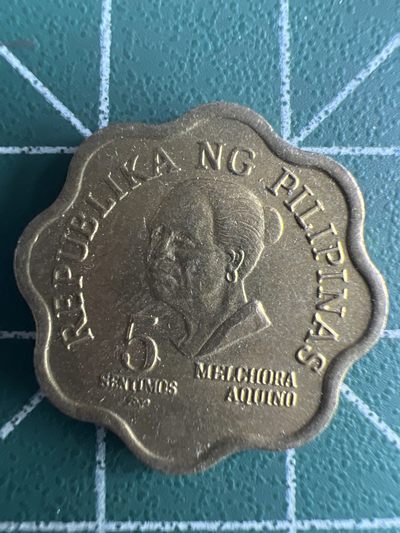 REPUBLIKA NG PILIPINAS
5
SENTIMOS
MELCHORA
AQUINO